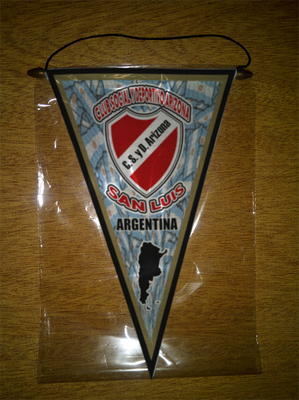 CLUB SOCIAL Y DEPORTIVO ARIZONA
C. S. y D. Arizona
SAN LUIS
ARGENTINA